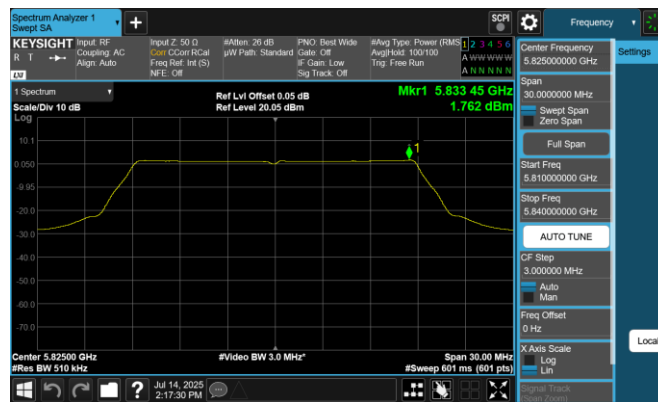 Spectrum Analyzer 1
Swept SA
SCPI
Frequency
KEYSIGHT
R T
LXI
Input: RF
Coupling: AC
Align: Auto
Input Z: 50 Ω
Corr CCorr RCal
Freq Ref: Int (S)
NFE: Off
#Atten: 26 dB
µW Path: Standard
PNO: Best Wide
Gate: Off
IF Gain: Low
Sig Track: Off
#Avg Type: Power (RMS
Avg|Hold: 100/100
Trig: Free Run
1 2 3 4 5 6
A W W W W W
A N N N N N
1 Spectrum
Scale/Div 10 dB
Log
Ref Lvl Offset 0.05 dB
Ref Level 20.05 dBm
Mkr1 5.833 45 GHz
1.762 dBm
1
10.1
0.050
-9.95
-20.0
-30.0
-40.0
-50.0
-60.0
-70.0
Center 5.82500 GHz
#Res BW 510 kHz
#Video BW 3.0 MHz*
Span 30.00 MHz
#Sweep 601 ms (601 pts)
Center Frequency
5.825000000 GHz
Settings
Span
30.0000000 MHz
Swept Span
Zero Span
Full Span
Start Freq
5.810000000 GHz
Stop Freq
5.840000000 GHz
AUTO TUNE
CF Step
3.000000 MHz
Auto
Man
Freq Offset
0 Hz
X Axis Scale
Log
Lin
Local
Signal Track
(Span Zoom)
?
Jul 14, 2025
2:17:30 PM